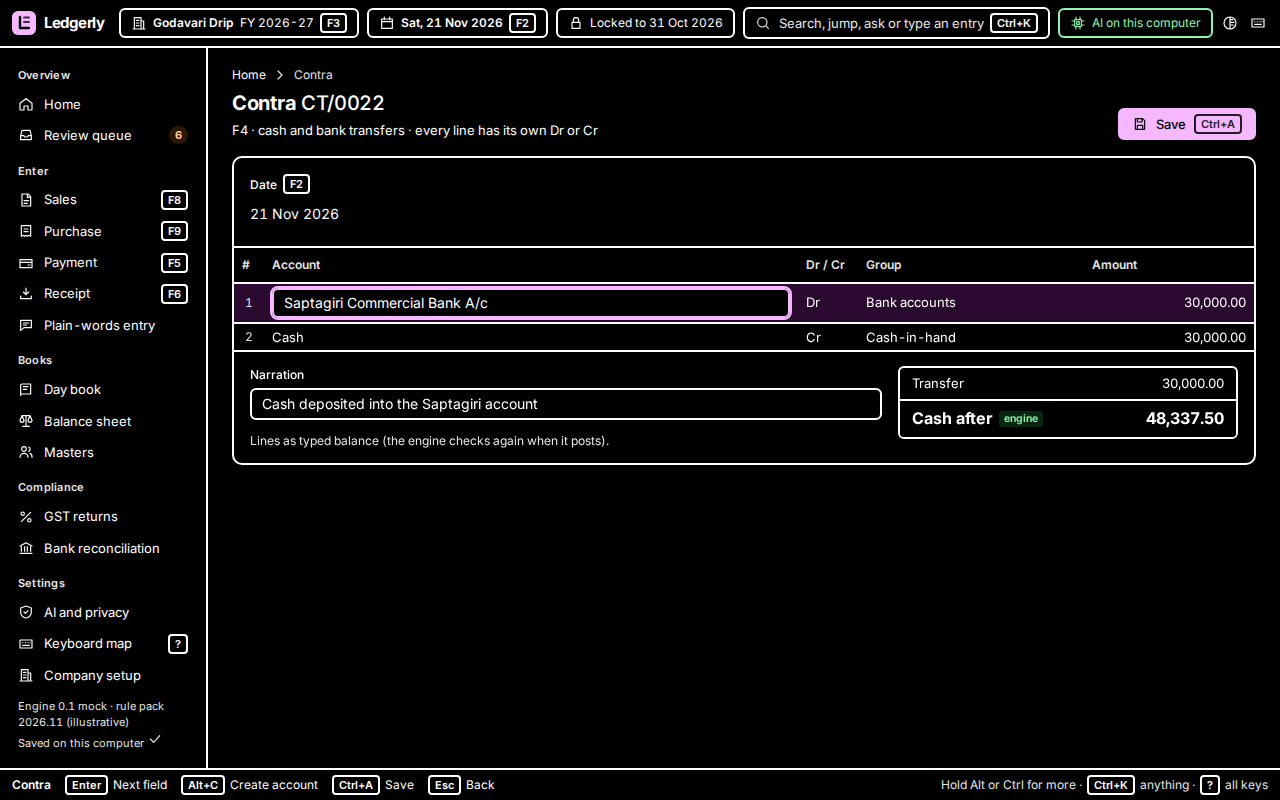 Ledgerly
Godavari Drip FY 2026-27 F3
Sat, 21 Nov 2026 F2
Locked to 31 Oct 2026
Search, jump, ask or type an entry Ctrl+K
AI on this computer
Overview
Home
Review queue 6
Enter
Sales F8
Purchase F9
Payment F5
Receipt F6
Plain-words entry
Books
Day book
Balance sheet
Masters
Compliance
GST returns
Bank reconciliation
Settings
AI and privacy
Keyboard map ?
Company setup
Engine 0.1 mock · rule pack
2026.11 (illustrative)
Saved on this computer
Home > Contra
Contra CT/0022
F4 · cash and bank transfers · every line has its own Dr or Cr
Save Ctrl+A
Date F2
21 Nov 2026
# Account Dr / Cr Group Amount
1 Saptagiri Commercial Bank A/c Dr Bank accounts 30,000.00
2 Cash Cr Cash-in-hand 30,000.00
Narration
Cash deposited into the Saptagiri account
Lines as typed balance (the engine checks again when it posts).
Transfer 30,000.00
Cash after engine 48,337.50
Contra Enter Next field Alt+C Create account Ctrl+A Save Esc Back
Hold Alt or Ctrl for more · Ctrl+K anything · ? all keys